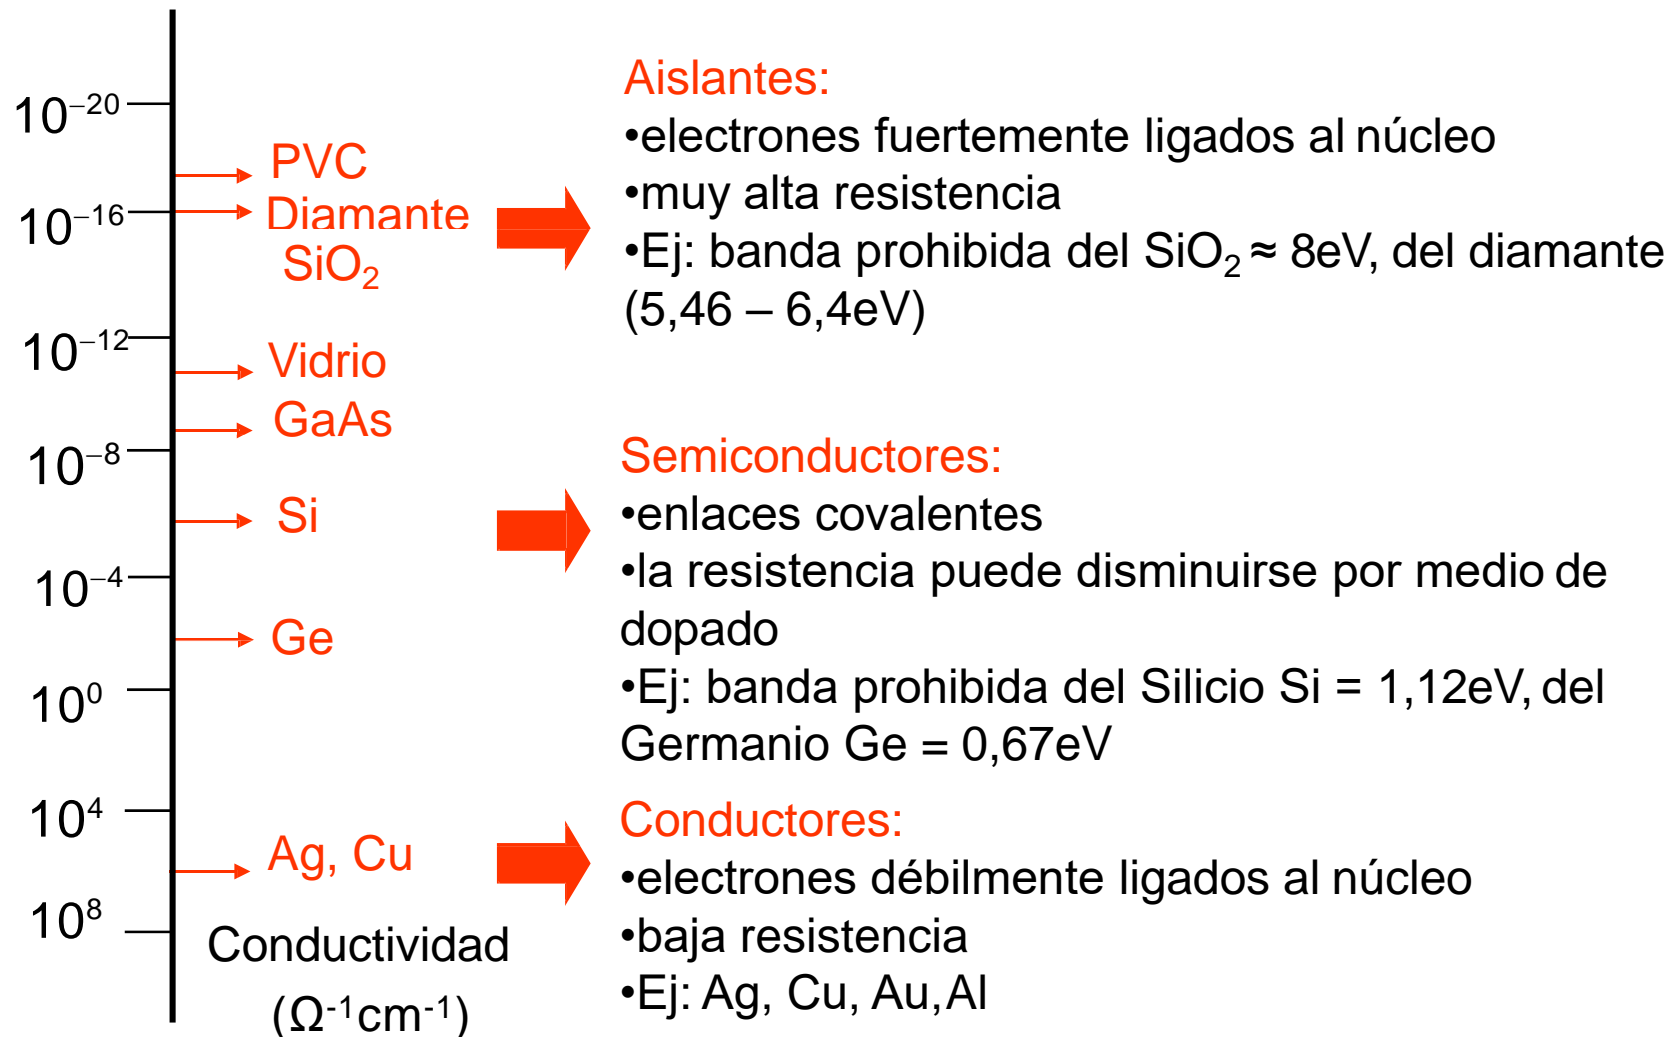 10⁻²⁰
PVC
10⁻¹⁶
Diamante
SiO₂
10⁻¹²
Vidrio
GaAs
10⁻⁸
Si
10⁻⁴
Ge
10⁰
10⁴
Ag, Cu
10⁸
Conductividad
(Ω⁻¹cm⁻¹)
Aislantes:
•electrones fuertemente ligados al núcleo
•muy alta resistencia
•Ej: banda prohibida del SiO₂ ≈ 8eV, del diamante
(5,46 – 6,4eV)
Semiconductores:
•enlaces covalentes
•la resistencia puede disminuirse por medio de
dopado
•Ej: banda prohibida del Silicio Si = 1,12eV, del
Germanio Ge = 0,67eV
Conductores:
•electrones débilmente ligados al núcleo
•baja resistencia
•Ej: Ag, Cu, Au,Al